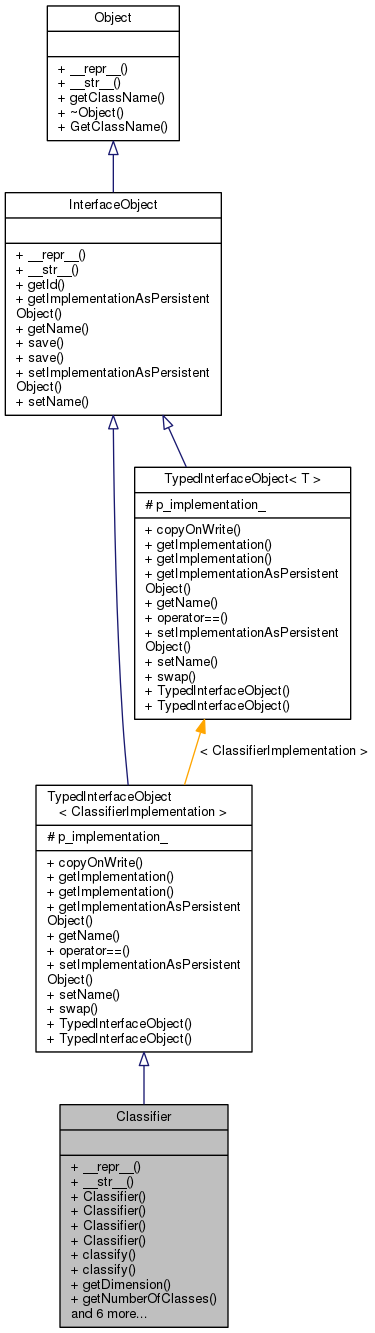 Object
+ __repr__()
+ __str__()
+ getClassName()
+ ~Object()
+ GetClassName()
InterfaceObject
+ __repr__()
+ __str__()
+ getId()
+ getImplementationAsPersistent
Object()
+ getName()
+ save()
+ save()
+ setImplementationAsPersistent
Object()
+ setName()
TypedInterfaceObject< T >
# p_implementation_
+ copyOnWrite()
+ getImplementation()
+ getImplementation()
+ getImplementationAsPersistent
Object()
+ getName()
+ operator==()
+ setImplementationAsPersistent
Object()
+ setName()
+ swap()
+ TypedInterfaceObject()
+ TypedInterfaceObject()
< ClassifierImplementation >
TypedInterfaceObject
< ClassifierImplementation >
# p_implementation_
+ copyOnWrite()
+ getImplementation()
+ getImplementation()
+ getImplementationAsPersistent
Object()
+ getName()
+ operator==()
+ setImplementationAsPersistent
Object()
+ setName()
+ swap()
+ TypedInterfaceObject()
+ TypedInterfaceObject()
Classifier
+ __repr__()
+ __str__()
+ Classifier()
+ Classifier()
+ Classifier()
+ Classifier()
+ classify()
+ classify()
+ getDimension()
+ getNumberOfClasses()
and 6 more...